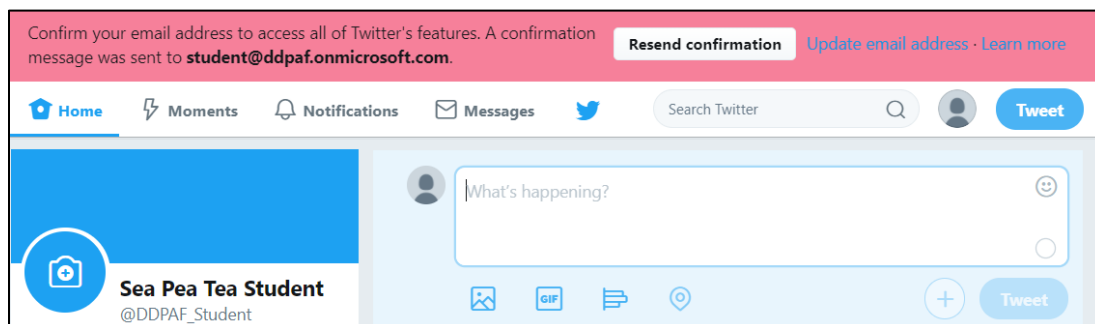 Confirm your email address to access all of Twitter's features. A confirmation
message was sent to student@ddpaf.onmicrosoft.com.
Resend confirmation
Update email address · Learn more
Home
Moments
Notifications
Messages
Search Twitter
Tweet
What's happening?
GIF
Tweet
Sea Pea Tea Student
@DDPAF_Student